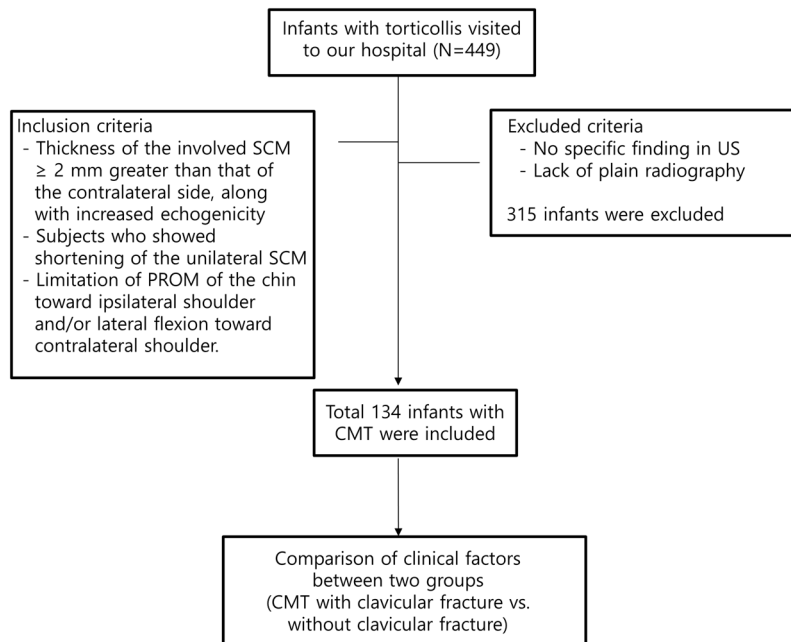 Infants with torticollis visited
to our hospital (N=449)
Inclusion criteria
- Thickness of the involved SCM
≥ 2 mm greater than that of
the contralateral side, along
with increased echogenicity
- Subjects who showed
shortening of the unilateral SCM
- Limitation of PROM of the chin
toward ipsilateral shoulder
and/or lateral flexion toward
contralateral shoulder.
Excluded criteria
- No specific finding in US
- Lack of plain radiography
315 infants were excluded
Total 134 infants with
CMT were included
Comparison of clinical factors
between two groups
(CMT with clavicular fracture vs.
without clavicular fracture)